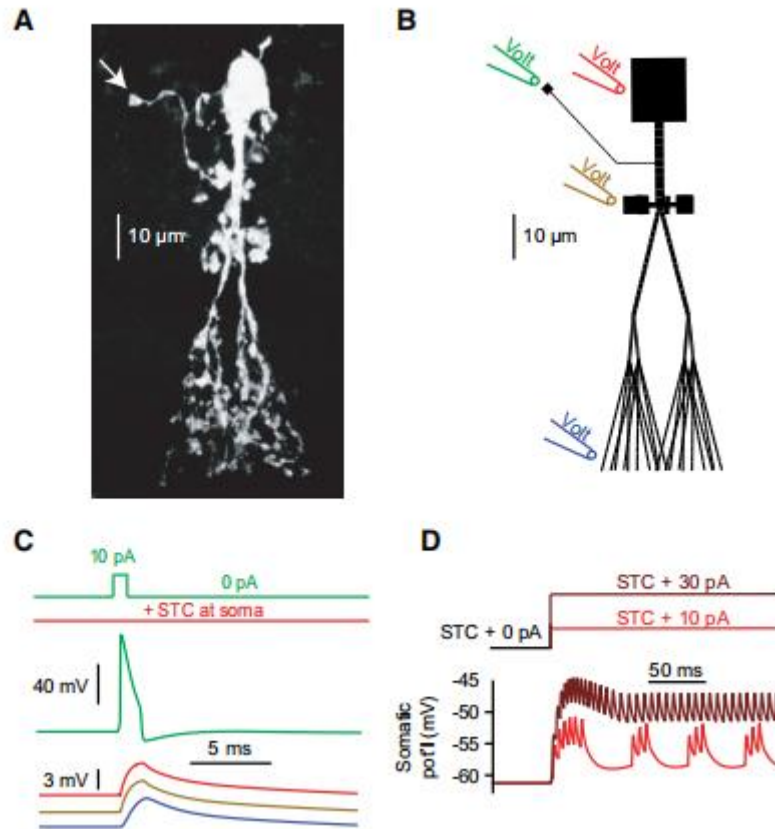 A
10 µm
B
Volt
Volt
Volt
10 µm
Volt
C
10 pA
0 pA
+ STC at soma
40 mV
5 ms
3 mV
D
STC + 30 pA
STC + 0 pA
STC + 10 pA
50 ms
-45
-50
-55
-60
Somatic
pot'l (mV)